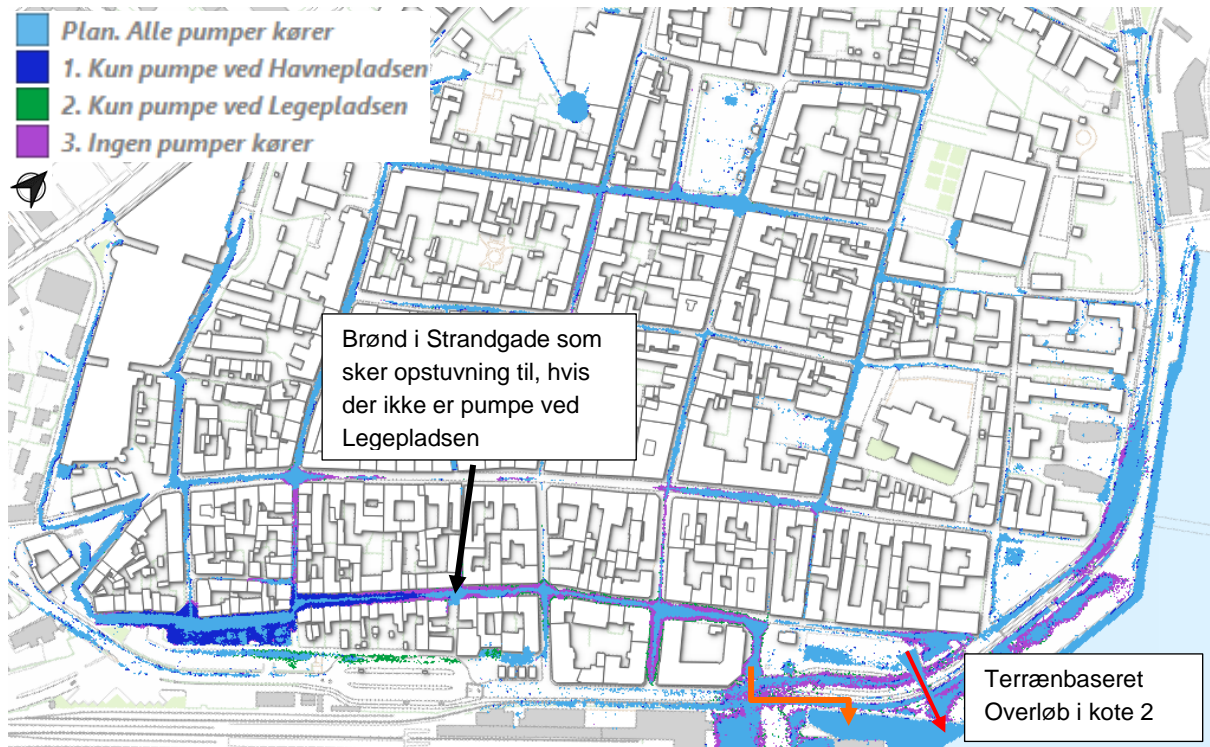 Plan. Alle pumper kører
1. Kun pumpe ved Havnepladsen
2. Kun pumpe ved Legepladsen
3. Ingen pumper kører
Brønd i Strandgade som
sker opstuvning til, hvis
der ikke er pumpe ved
Legepladsen
Terrænbaseret
Overløb i kote 2